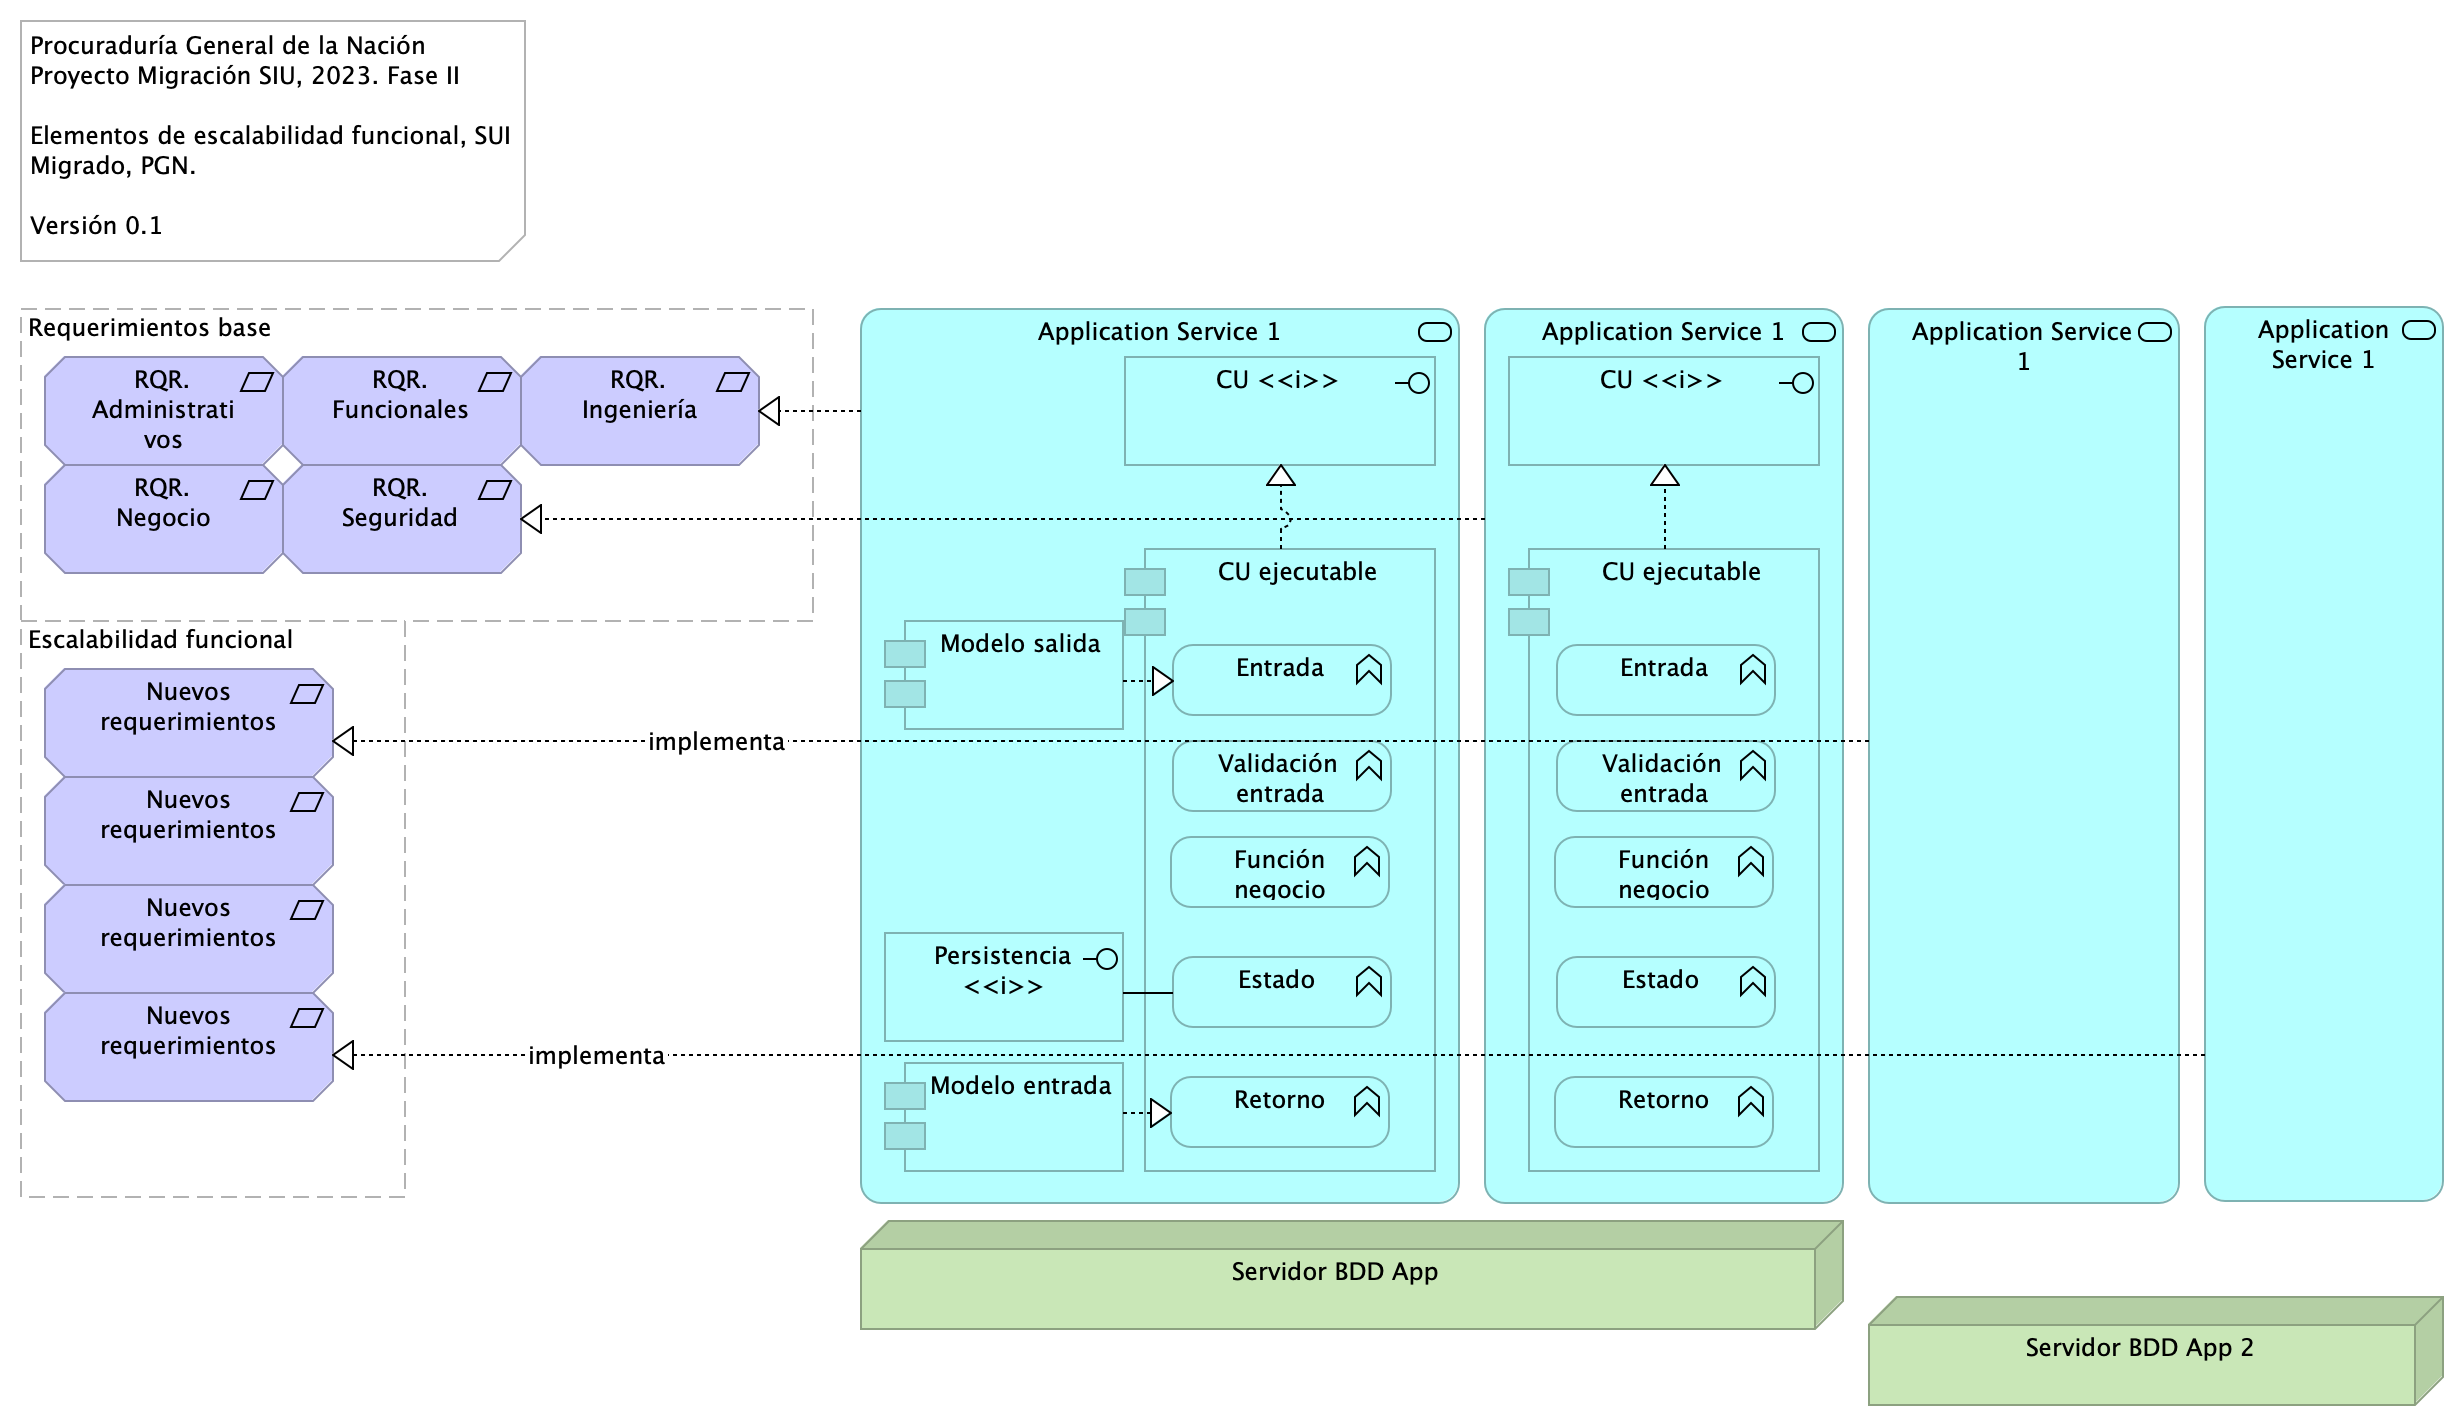 Procuraduría General de la Nación
Proyecto Migración SIU, 2023. Fase II
Elementos de escalabilidad funcional, SUI
Migrado, PGN.
Versión 0.1
Requerimientos base
RQR.
Administrati
vos
RQR.
Funcionales
RQR.
Ingeniería
RQR.
Negocio
RQR.
Seguridad
Escalabilidad funcional
Nuevos
requerimientos
Nuevos
requerimientos
Nuevos
requerimientos
Nuevos
requerimientos
implementa
implementa
Application Service 1
CU <<i>>
CU ejecutable
Modelo salida
Entrada
Validación
entrada
Función
negocio
Persistencia
<<i>>
Estado
Modelo entrada
Retorno
Application Service 1
CU <<i>>
CU ejecutable
Entrada
Validación
entrada
Función
negocio
Estado
Retorno
Application Service
1
Application
Service 1
Servidor BDD App
Servidor BDD App 2